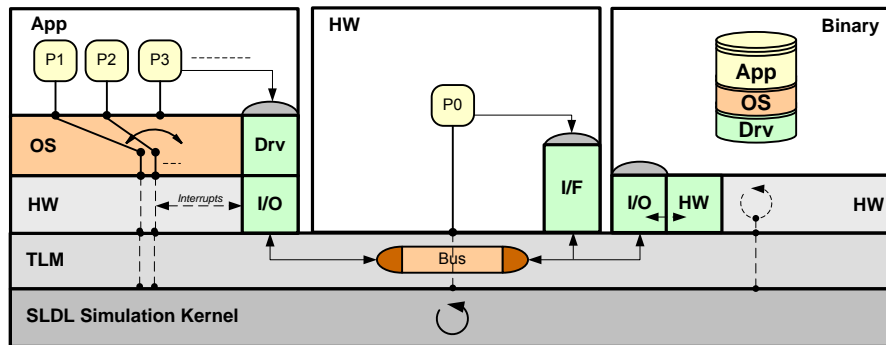 App
HW
Binary
P1
P2
P3
P0
App
OS
Drv
OS
Drv
HW
Interrupts
I/O
I/F
I/O
HW
HW
TLM
Bus
SLDL Simulation Kernel